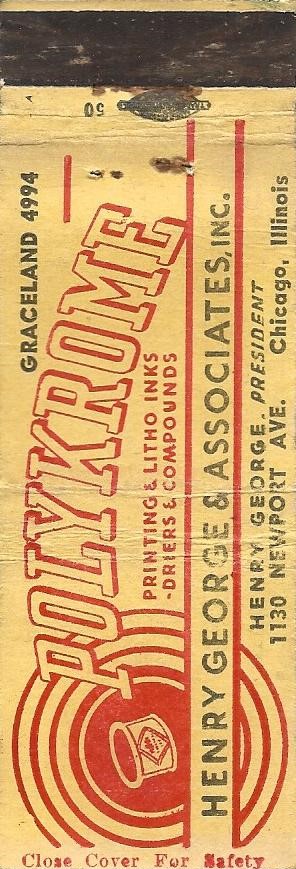 GRACELAND 4994
POLYKROME
PRINTING & LITHO INKS
-DRIERS & COMPOUNDS
HENRY GEORGE & ASSOCIATES, INC.
HENRY GEORGE, PRESIDENT
1130 NEWPORT AVE. Chicago, Illinois
Close Cover For Safety
50